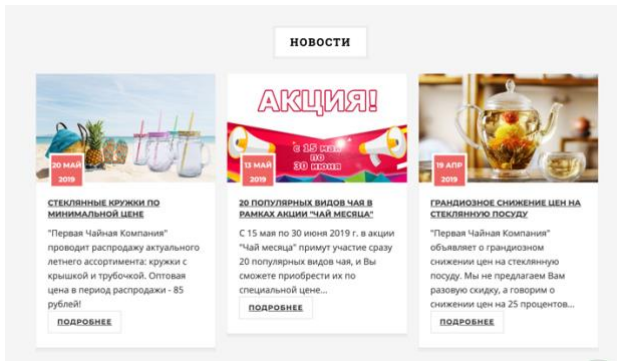 НОВОСТИ
20 МАЙ
2019
СТЕКЛЯННЫЕ КРУЖКИ ПО
МИНИМАЛЬНОЙ ЦЕНЕ
"Первая Чайная Компания"
проводит распродажу актуального
летнего ассортимента: кружки с
крышкой и трубочкой. Оптовая
цена в период распродажи - 85
рублей!
ПОДРОБНЕЕ
АКЦИЯ!
с 15 мая
по
30 июня
13 МАЙ
2019
20 ПОПУЛЯРНЫХ ВИДОВ ЧАЯ В
РАМКАХ АКЦИИ "ЧАЙ МЕСЯЦА"
С 15 мая по 30 июня 2019 г. в акции
"Чай месяца" примут участие сразу
20 популярных видов чая, и Вы
сможете приобрести их по
специальной цене...
ПОДРОБНЕЕ
19 АПР
2019
ГРАНДИОЗНОЕ СНИЖЕНИЕ ЦЕН НА
СТЕКЛЯННУЮ ПОСУДУ
"Первая Чайная Компания"
объявляет о грандиозном
снижении цен на стеклянную
посуду. Мы не предлагаем Вам
разовую скидку, а говорим о
снижении цен на 25 процентов...
ПОДРОБНЕЕ